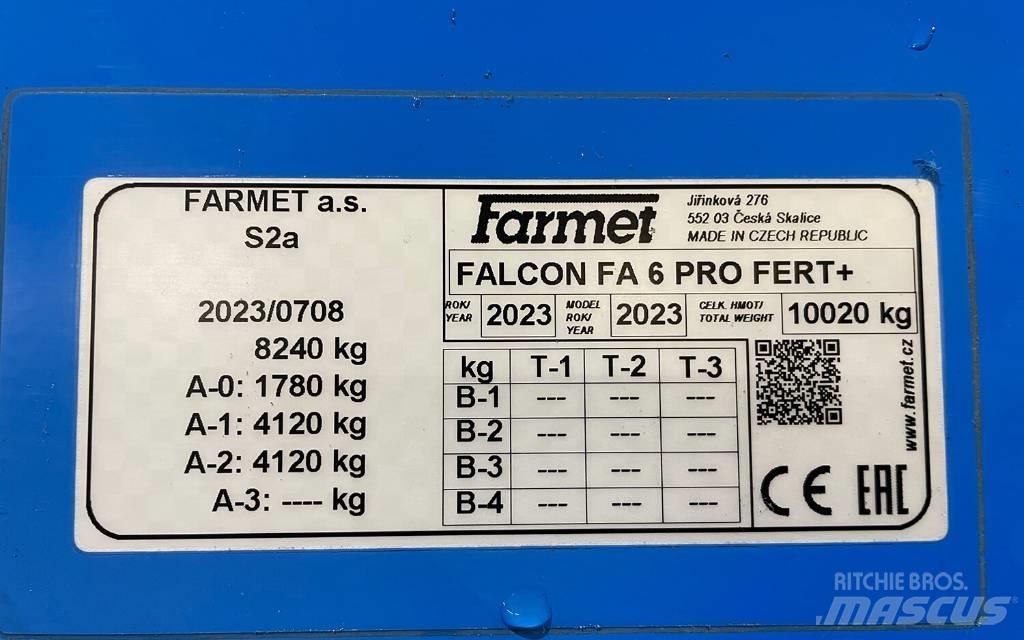 FARMET a.s.
S2a
2023/0708
8240 kg
A-0: 1780 kg
A-1: 4120 kg
A-2: 4120 kg
A-3: ---- kg
Farmet
Jiřinková 276
552 03 Česká Skalice
MADE IN CZECH REPUBLIC
FALCON FA 6 PRO FERT+
ROK/ YEAR 2023 MODEL ROK/ YEAR 2023 CELK. HMOT/ TOTAL WEIGHT 10020 kg
kg T-1 T-2 T-3
B-1 --- --- ---
B-2 --- --- ---
B-3 --- --- ---
B-4 --- --- ---
www.farmet.cz
CE EAC
RITCHIE BROS.
MASCUS